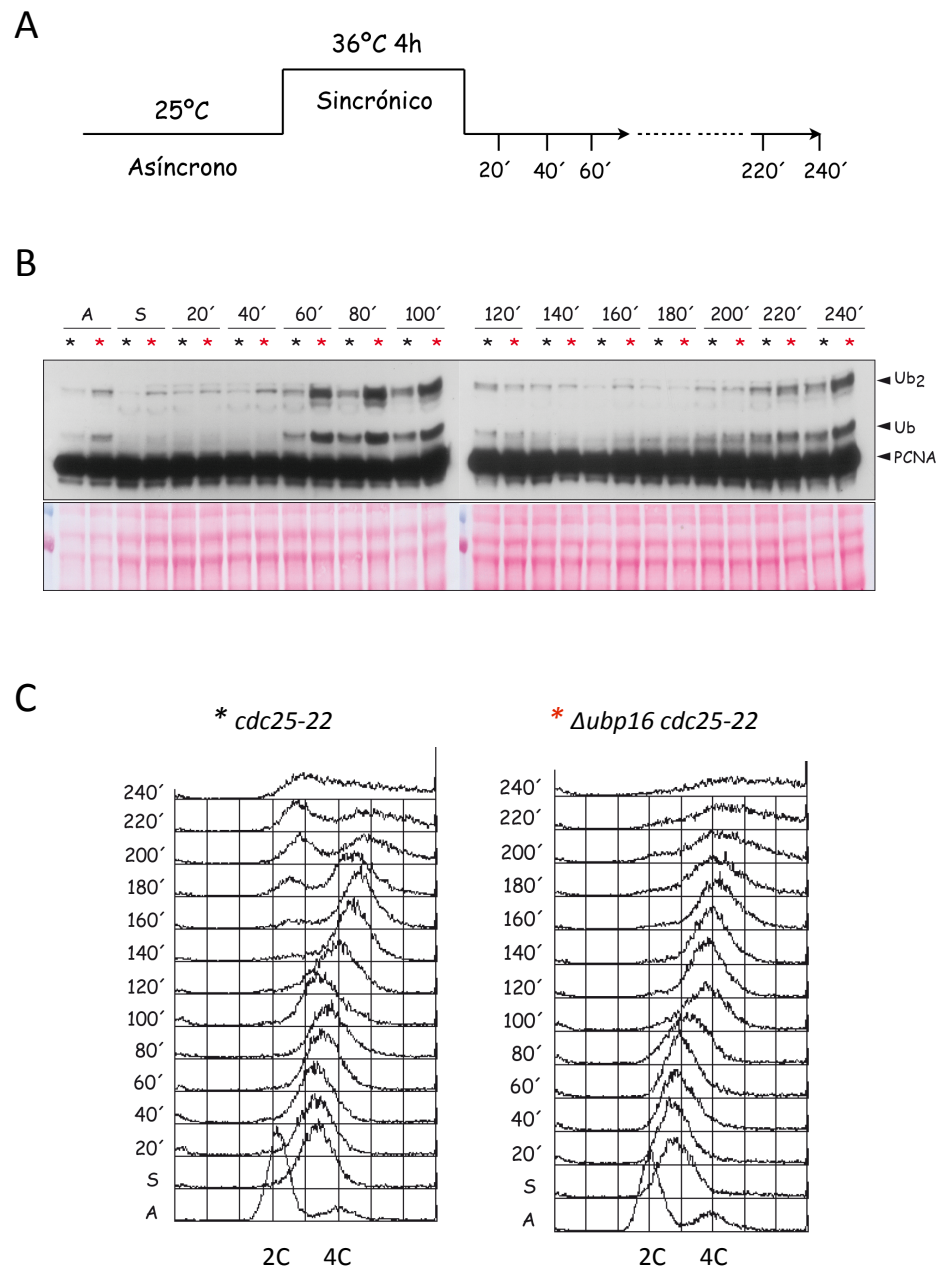 A
36°C 4h
25°C
Sincrónico
Asíncrono
20´ 40´ 60´ 220´ 240´
B
A S 20´ 40´ 60´ 80´ 100´ 120´ 140´ 160´ 180´ 200´ 220´ 240´
* * * * * * * * * * * * * * * * * * * * * * * * * * * *
Ub2
Ub
PCNA
C
* cdc25-22
* Δubp16 cdc25-22
240´ 240´
220´ 220´
200´ 200´
180´ 180´
160´ 160´
140´ 140´
120´ 120´
100´ 100´
80´ 80´
60´ 60´
40´ 40´
20´ 20´
S S
A A
2C 4C 2C 4C